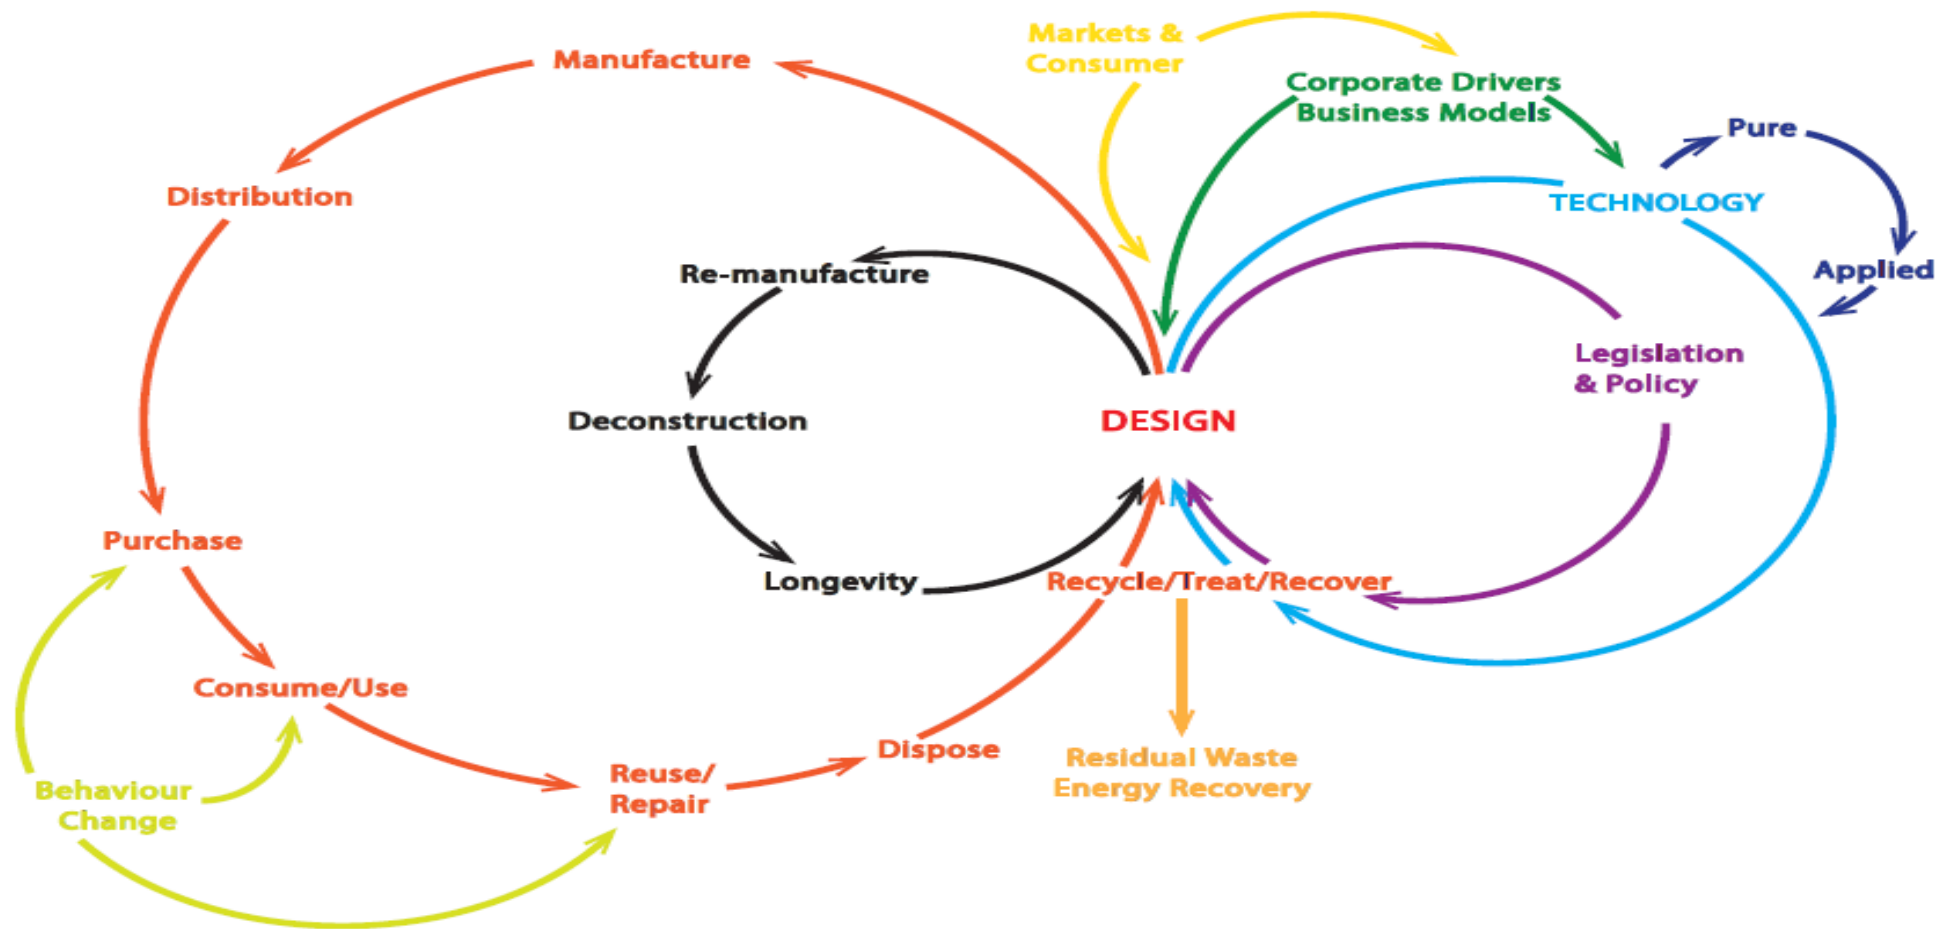 Markets &
Consumer
Manufacture
Corporate Drivers
Business Models
Pure
Distribution
TECHNOLOGY
Re-manufacture
Applied
Legislation
& Policy
Deconstruction
DESIGN
Purchase
Longevity
Recycle/Treat/Recover
Consume/Use
Dispose
Residual Waste
Energy Recovery
Reuse/
Repair
Behaviour
Change